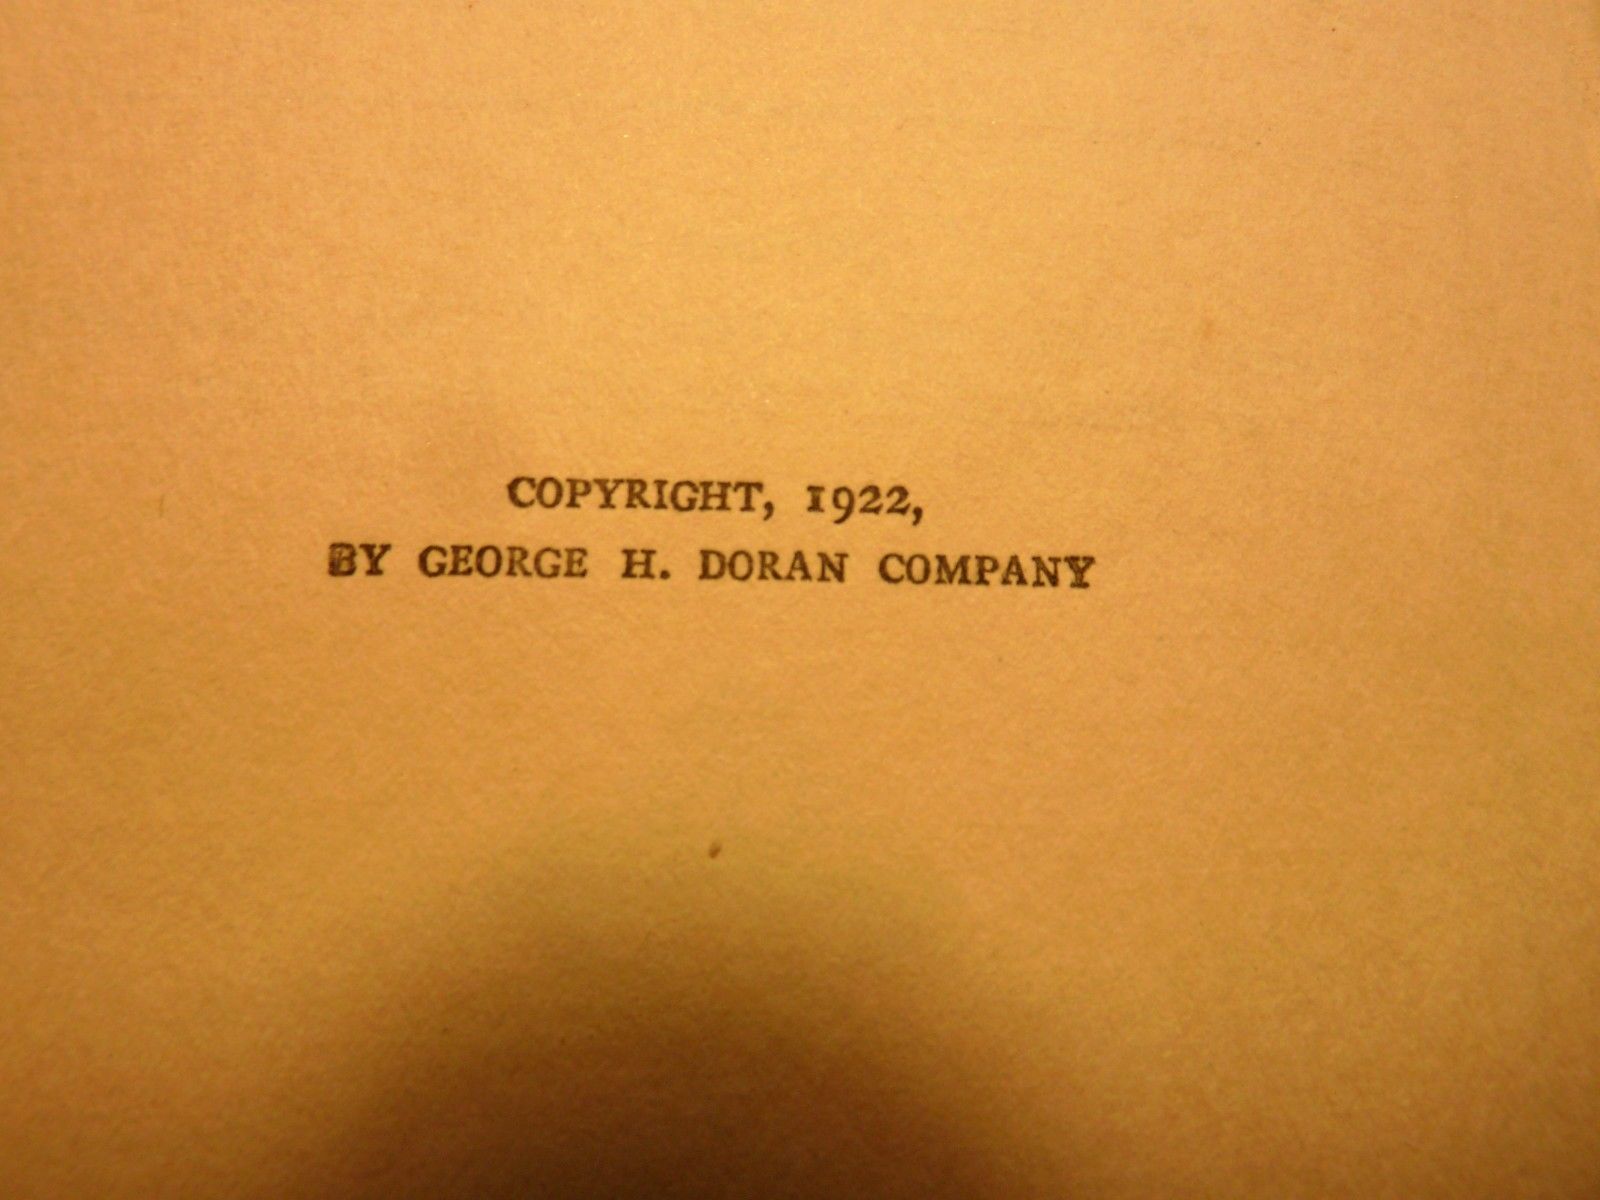 COPYRIGHT, 1922,
BY GEORGE H. DORAN COMPANY